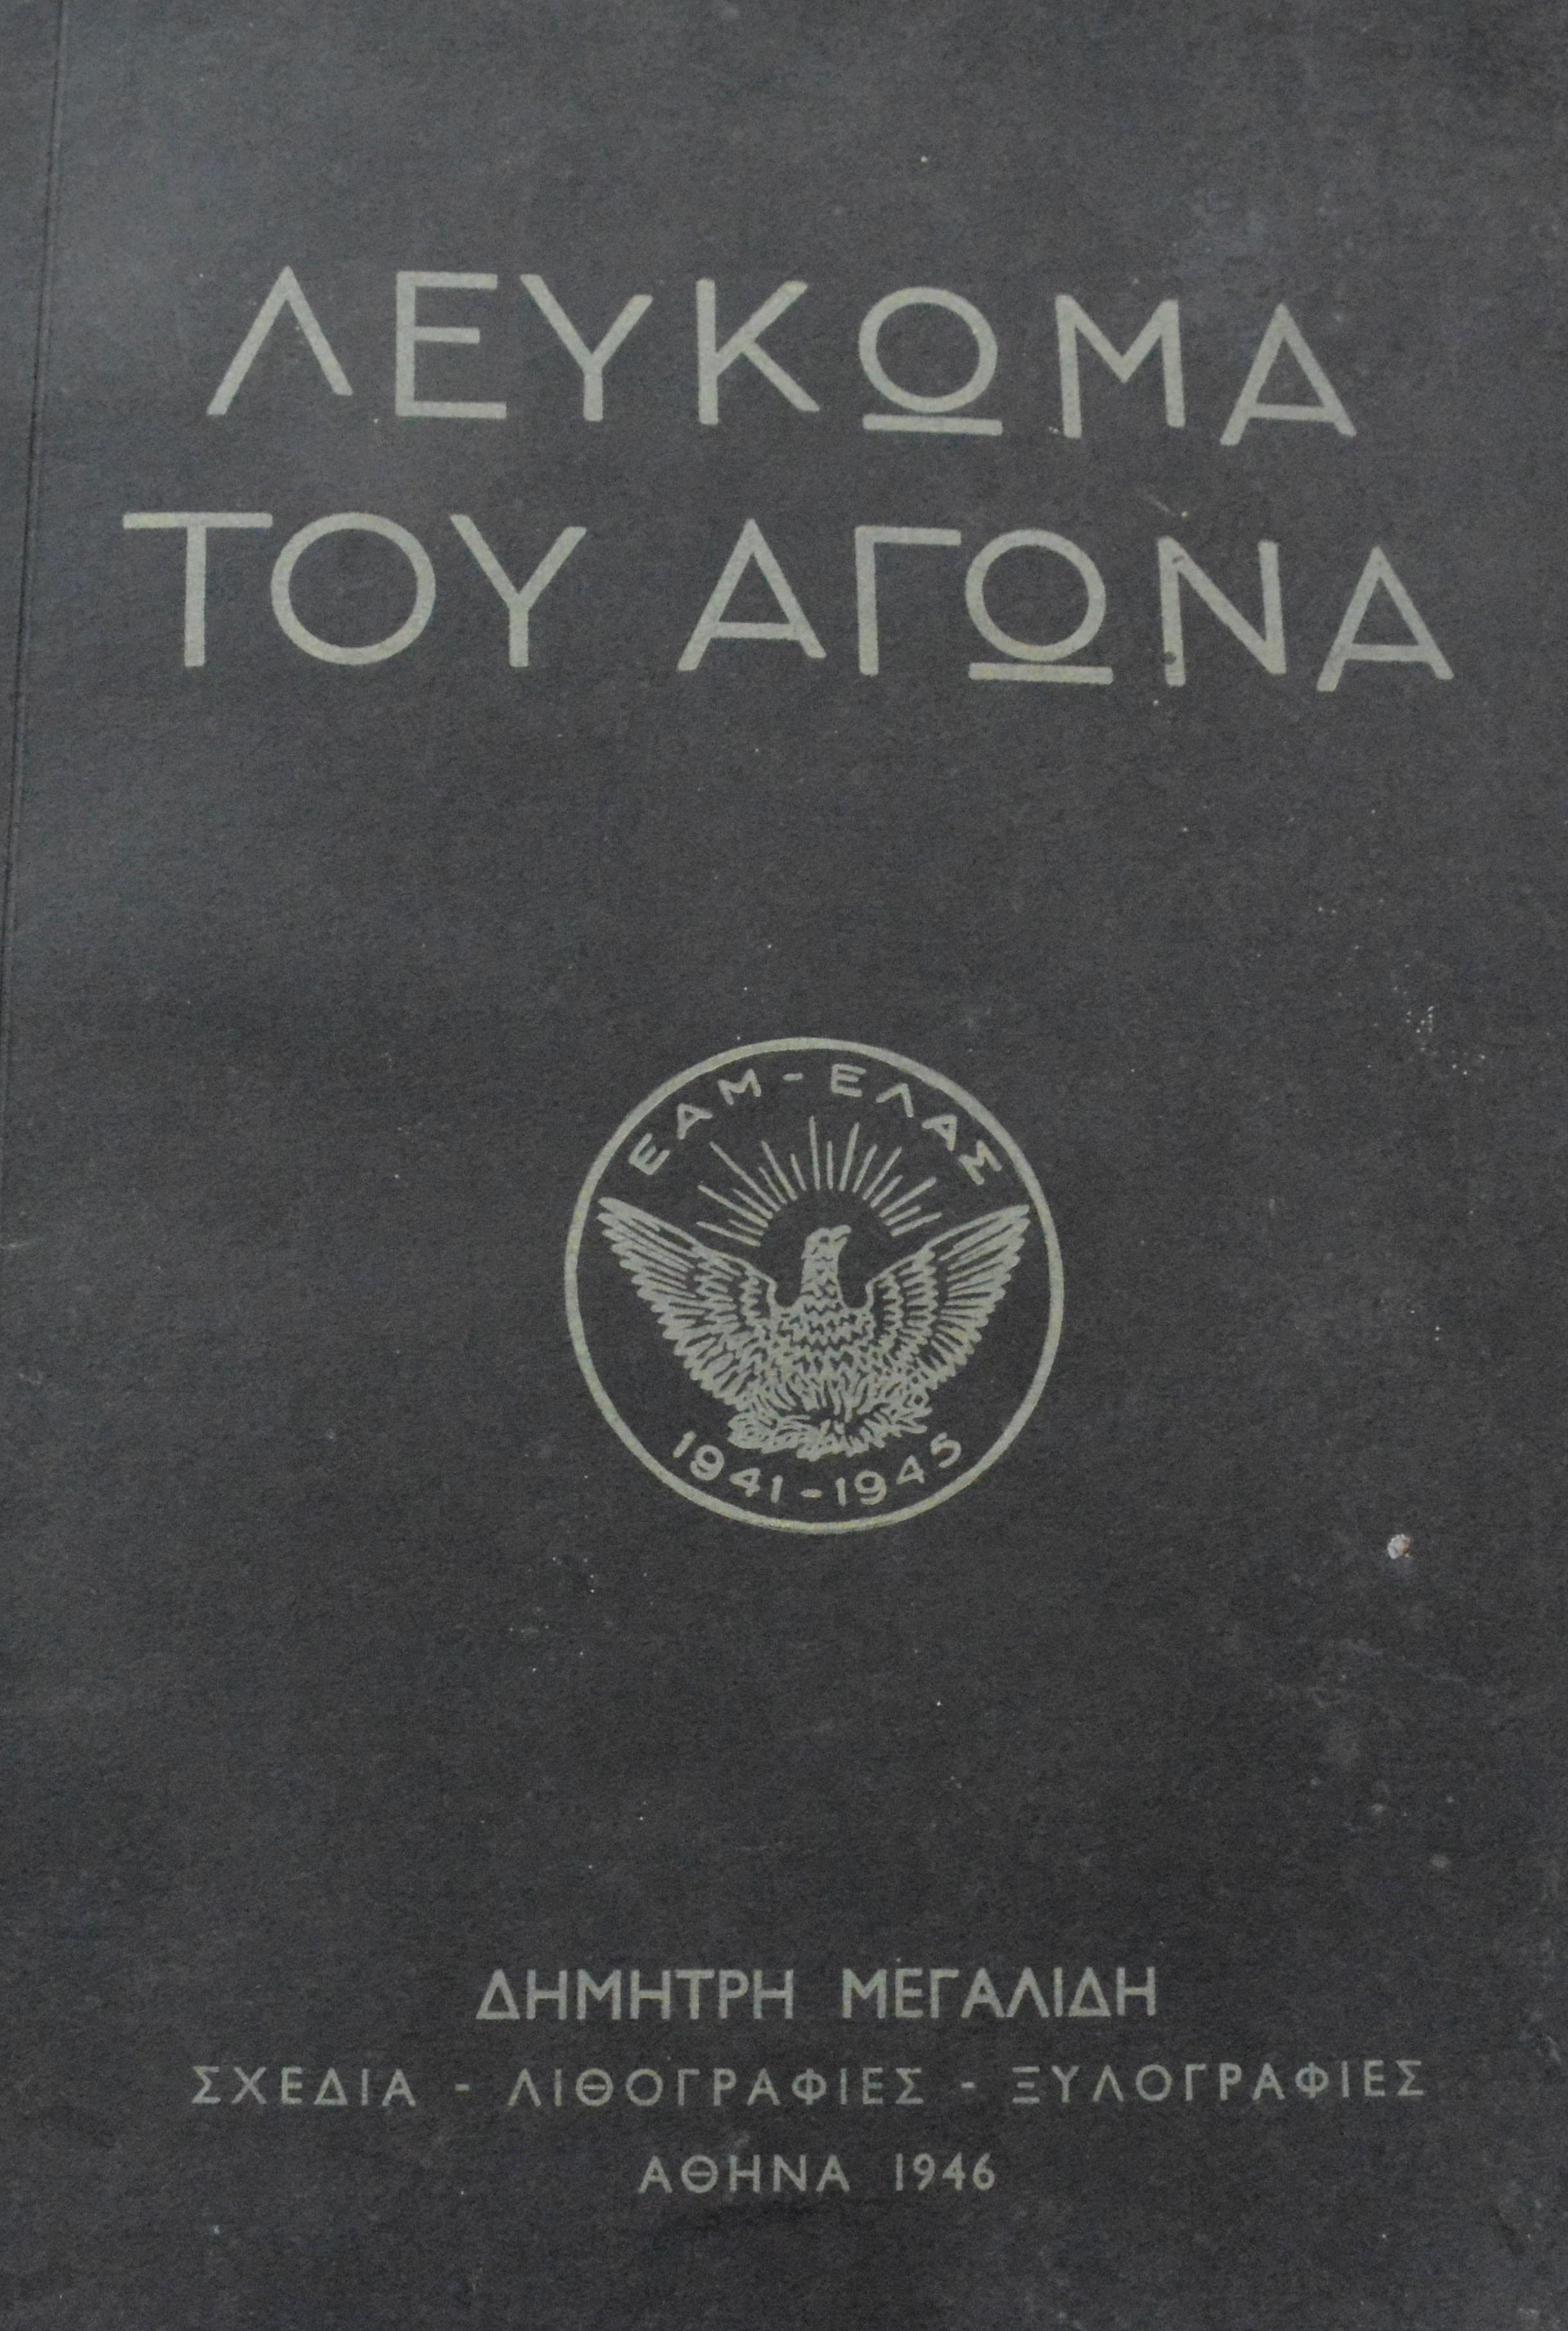 ΛΕΥΚΩΜΑ
ΤΟΥ ΑΓΩΝΑ
ΕΑΜ - ΕΛΑΣ
1941 - 1945
ΔΗΜΗΤΡΗ ΜΕΓΑΛΙΔΗ
ΣΧΕΔΙΑ - ΛΙΘΟΓΡΑΦΙΕΣ - ΞΥΛΟΓΡΑΦΙΕΣ
ΑΘΗΝΑ 1946